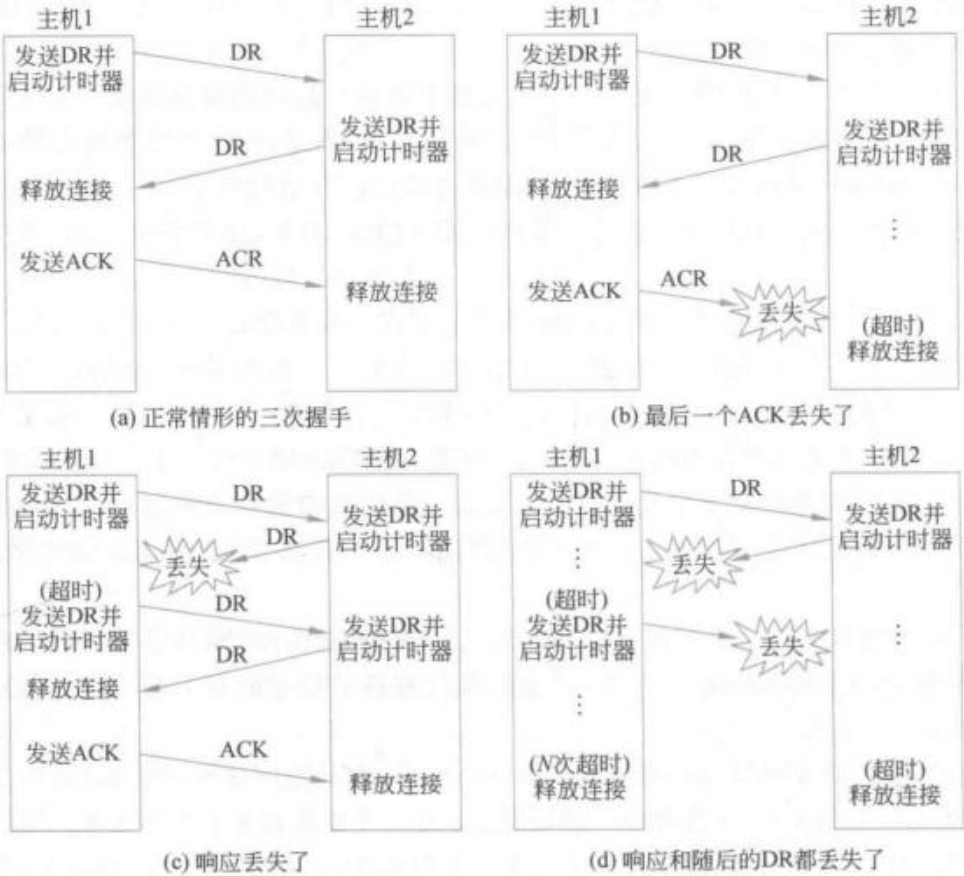 主机1
主机2
发送DR并
启动计时器
DR
发送DR并
启动计时器
DR
释放连接
发送ACK
ACR
释放连接
(a) 正常情形的三次握手
主机1
主机2
发送DR并
启动计时器
DR
发送DR并
启动计时器
DR
释放连接
⋮
发送ACK
ACR
丢失
(超时)
释放连接
(b) 最后一个ACK丢失了
主机1
主机2
发送DR并
启动计时器
DR
发送DR并
启动计时器
DR
丢失
(超时)
发送DR并
启动计时器
DR
发送DR并
启动计时器
DR
释放连接
发送ACK
ACK
释放连接
(c) 响应丢失了
主机1
主机2
发送DR并
启动计时器
DR
发送DR并
启动计时器
丢失
⋮
(超时)
发送DR并
启动计时器
丢失
⋮
⋮
(N次超时)
释放连接
(超时)
释放连接
(d) 响应和随后的DR都丢失了